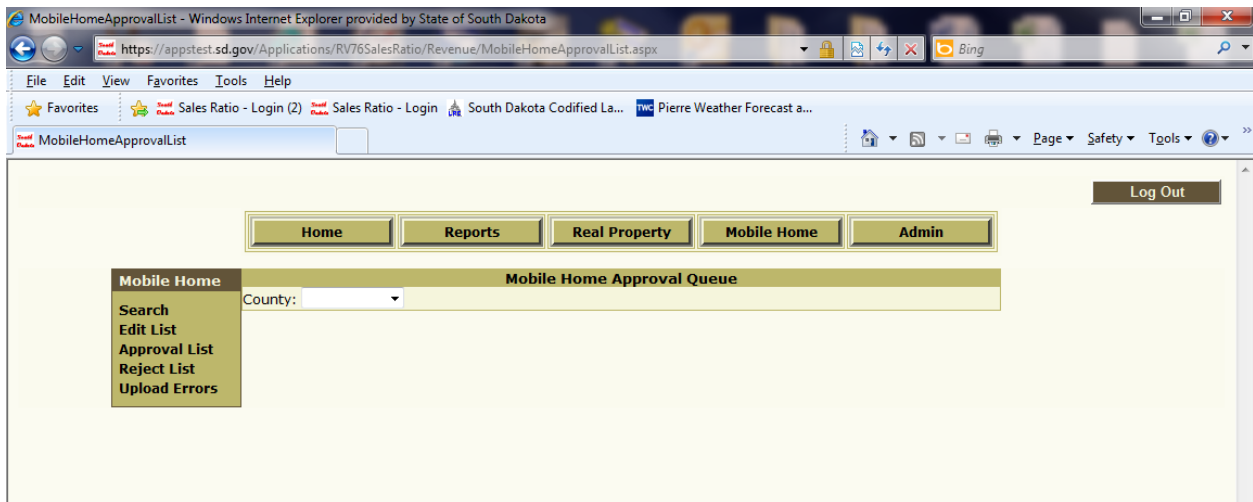 MobileHomeApprovalList - Windows Internet Explorer provided by State of South Dakota
https://appstest.sd.gov/Applications/RV76SalesRatio/Revenue/MobileHomeApprovalList.aspx Bing
File Edit View Favorites Tools Help
Favorites Sales Ratio - Login (2) Sales Ratio - Login South Dakota Codified La... TWC Pierre Weather Forecast a...
MobileHomeApprovalList Page Safety Tools
Log Out
Home Reports Real Property Mobile Home Admin
Mobile Home Mobile Home Approval Queue
County:
Search
Edit List
Approval List
Reject List
Upload Errors